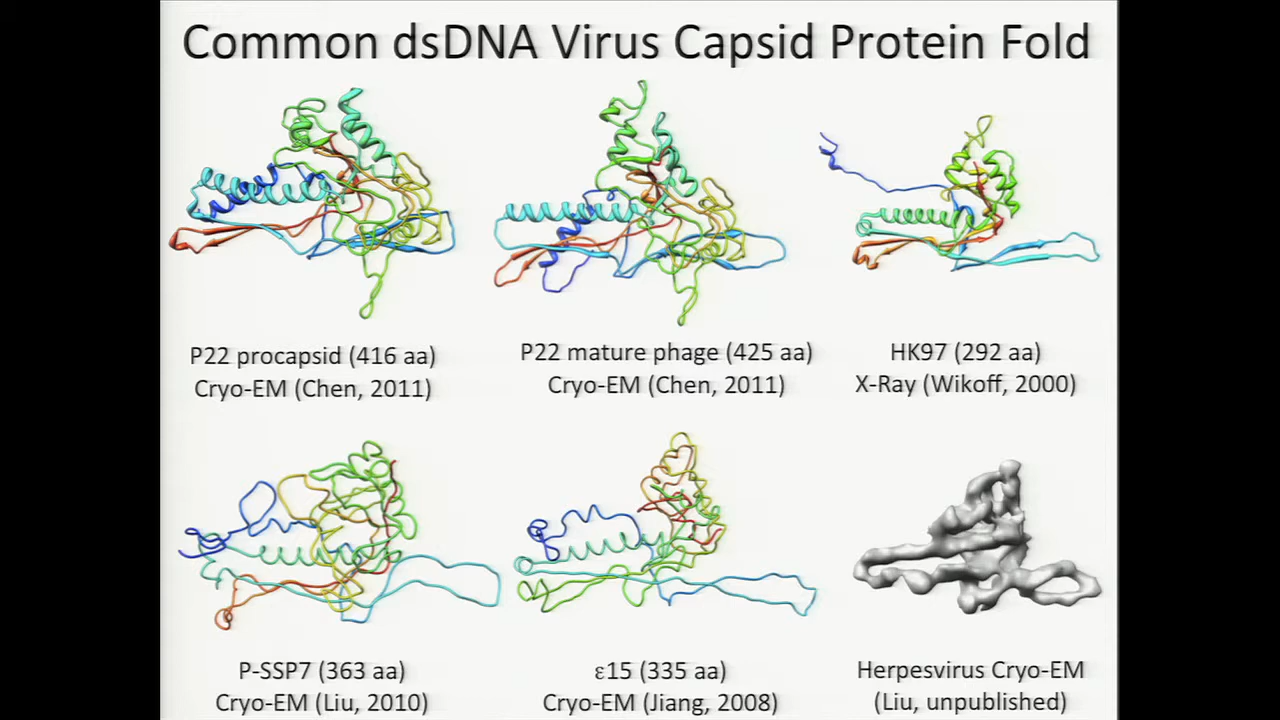 Common dsDNA Virus Capsid Protein Fold
P22 procapsid (416 aa)
Cryo-EM (Chen, 2011)
P22 mature phage (425 aa)
Cryo-EM (Chen, 2011)
HK97 (292 aa)
X-Ray (Wikoff, 2000)
P-SSP7 (363 aa)
Cryo-EM (Liu, 2010)
ε15 (335 aa)
Cryo-EM (Jiang, 2008)
Herpesvirus Cryo-EM
(Liu, unpublished)